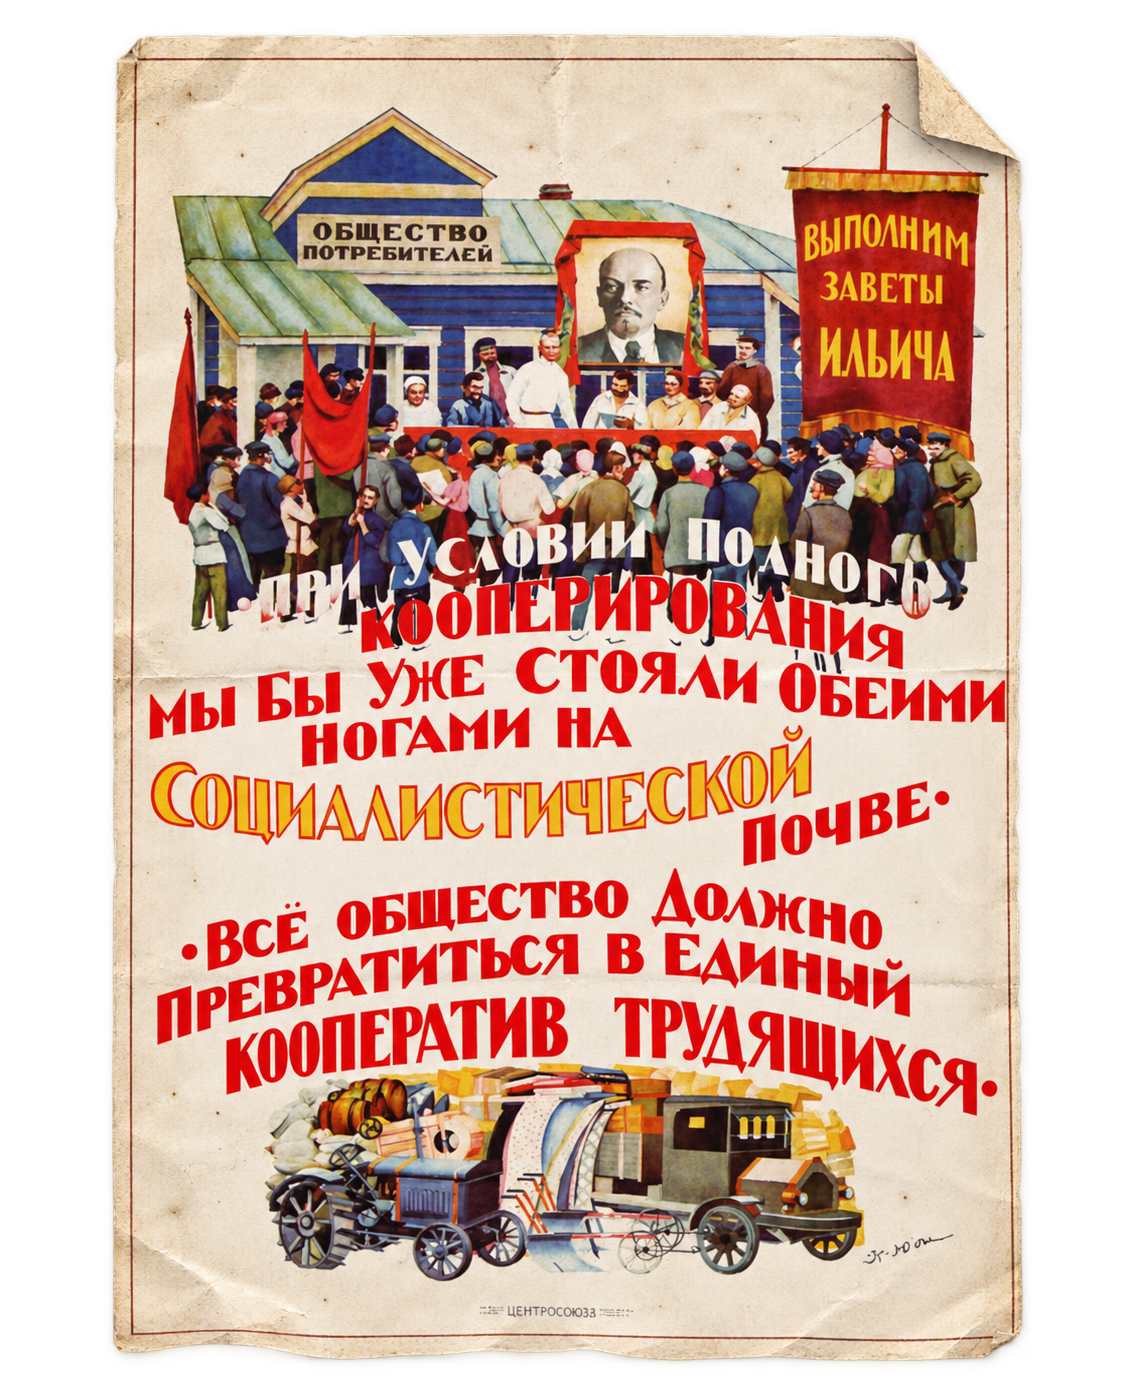 ОБЩЕСТВО
ПОТРЕБИТЕЛЕЙ
ВЫПОЛНИМ
ЗАВЕТЫ
ИЛЬИЧА
•ПРИ УСЛОВИИ ПОЛНОГО
КООПЕРИРОВАНИЯ
МЫ БЫ УЖЕ СТОЯЛИ ОБЕИМИ
НОГАМИ НА
СОЦИАЛИСТИЧЕСКОЙ
ПОЧВЕ•
•ВСЁ ОБЩЕСТВО ДОЛЖНО
ПРЕВРАТИТЬСЯ В ЕДИНЫЙ
КООПЕРАТИВ ТРУДЯЩИХСЯ•
ЦЕНТРОСОЮЗЗ